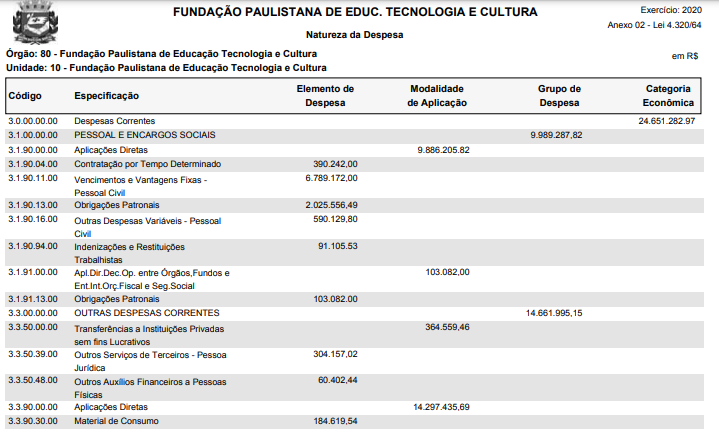 FUNDAÇÃO PAULISTANA DE EDUC. TECNOLOGIA E CULTURA
Exercício: 2020
Natureza da Despesa
Anexo 02 - Lei 4.320/64
Órgão: 80 - Fundação Paulistana de Educação Tecnologia e Cultura
em R$
Unidade: 10 - Fundação Paulistana de Educação Tecnologia e Cultura
Código Especificação Elemento de Despesa Modalidade de Aplicação Grupo de Despesa Categoria Econômica
3.0.00.00.00 Despesas Correntes 24.651.282.97
3.1.00.00.00 PESSOAL E ENCARGOS SOCIAIS 9.989.287,82
3.1.90.00.00 Aplicações Diretas 9.886.205.82
3.1.90.04.00 Contratação por Tempo Determinado 390.242,00
3.1.90.11.00 Vencimentos e Vantagens Fixas - 6.789.172,00
Pessoal Civil
3.1.90.13.00 Obrigações Patronais 2.025.556,49
3.1.90.16.00 Outras Despesas Variáveis - Pessoal 590.129,80
Civil
3.1.90.94.00 Indenizações e Restituições 91.105.53
Trabalhistas
3.1.91.00.00 Apl.Dir.Dec.Op. entre Órgãos,Fundos e 103.082,00
Ent.Int.Orç.Fiscal e Seg.Social
3.1.91.13.00 Obrigações Patronais 103.082.00
3.3.00.00.00 OUTRAS DESPESAS CORRENTES 14.661.995,15
3.3.50.00.00 Transferências a Instituições Privadas 364.559,46
sem fins Lucrativos
3.3.50.39.00 Outros Serviços de Terceiros - Pessoa 304.157,02
Jurídica
3.3.50.48.00 Outros Auxílios Financeiros a Pessoas 60.402,44
Físicas
3.3.90.00.00 Aplicações Diretas 14.297.435,69
3.3.90.30.00 Material de Consumo 184.619,54